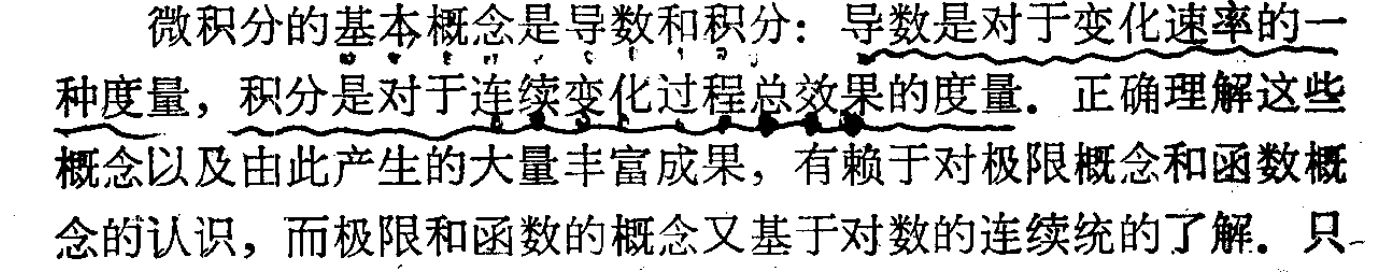 微积分的基本概念是导数和积分：导数是对于变化速率的一
种度量，积分是对于连续变化过程总效果的度量．正确理解这些
概念以及由此产生的大量丰富成果，有赖于对极限概念和函数概
念的认识，而极限和函数的概念又基于对数的连续统的了解．只